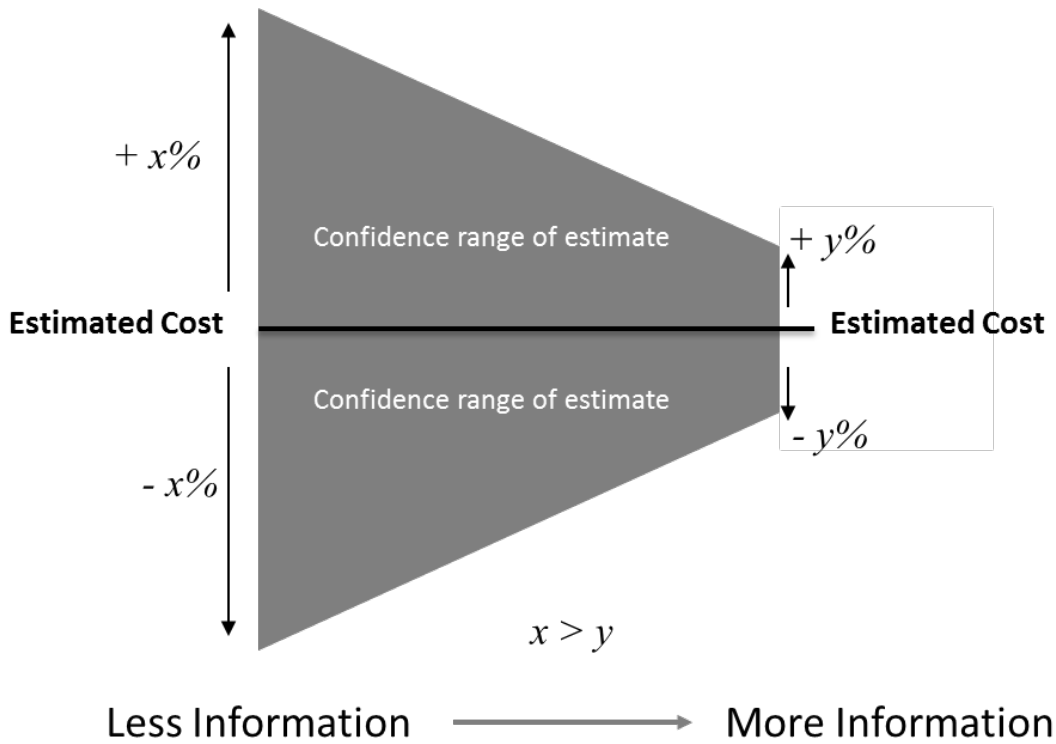 + x%
Confidence range of estimate
+ y%
Estimated Cost
Estimated Cost
Confidence range of estimate
- y%
- x%
x > y
Less Information
More Information